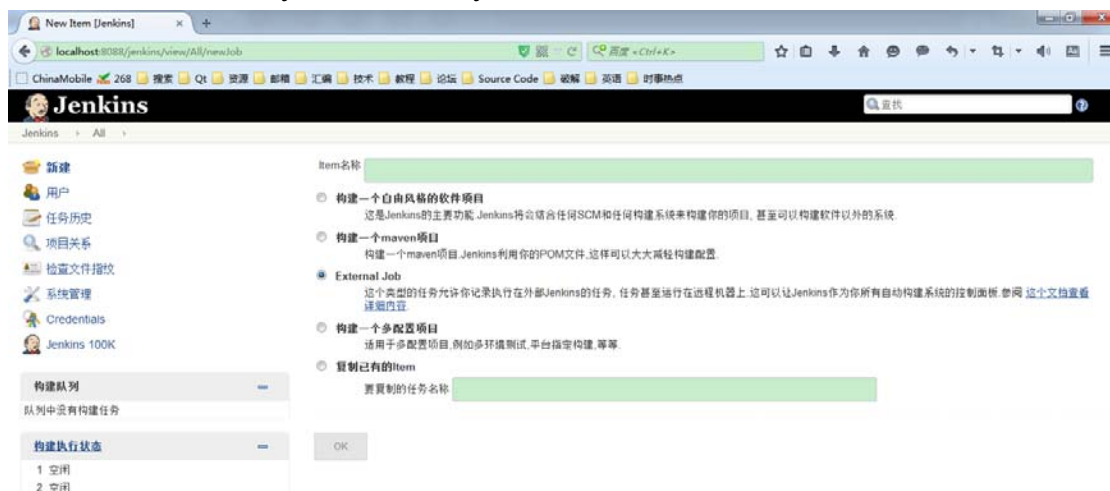 New Item [Jenkins]
localhost:8088/jenkins/view/All/newJob
百度 <Ctrl+K>
ChinaMobile 268 搜索 Qt 资源 邮箱 汇编 技术 教程 论坛 Source Code 破解 英语 时事热点
Jenkins
查找
Jenkins All
新建
用户
任务历史
项目关系
检查文件指纹
系统管理
Credentials
Jenkins 100K
构建队列
队列中没有构建任务
构建执行状态
1 空闲
2 空闲
Item名称
构建一个自由风格的软件项目
这是Jenkins的主要功能.Jenkins将会结合任何SCM和任何构建系统来构建你的项目, 甚至可以构建软件以外的系统.
构建一个maven项目
构建一个maven项目.Jenkins利用你的POM文件,这样可以大大减轻构建配置.
External Job
这个类型的任务允许你记录执行在外部Jenkins的任务, 任务甚至运行在远程机器上.这可以让Jenkins作为你所有自动构建系统的控制面板.参阅 这个文档查看
详细内容.
构建一个多配置项目
适用于多配置项目,例如多环境测试,平台指定构建,等等.
复制已有的Item
要复制的任务名称
OK